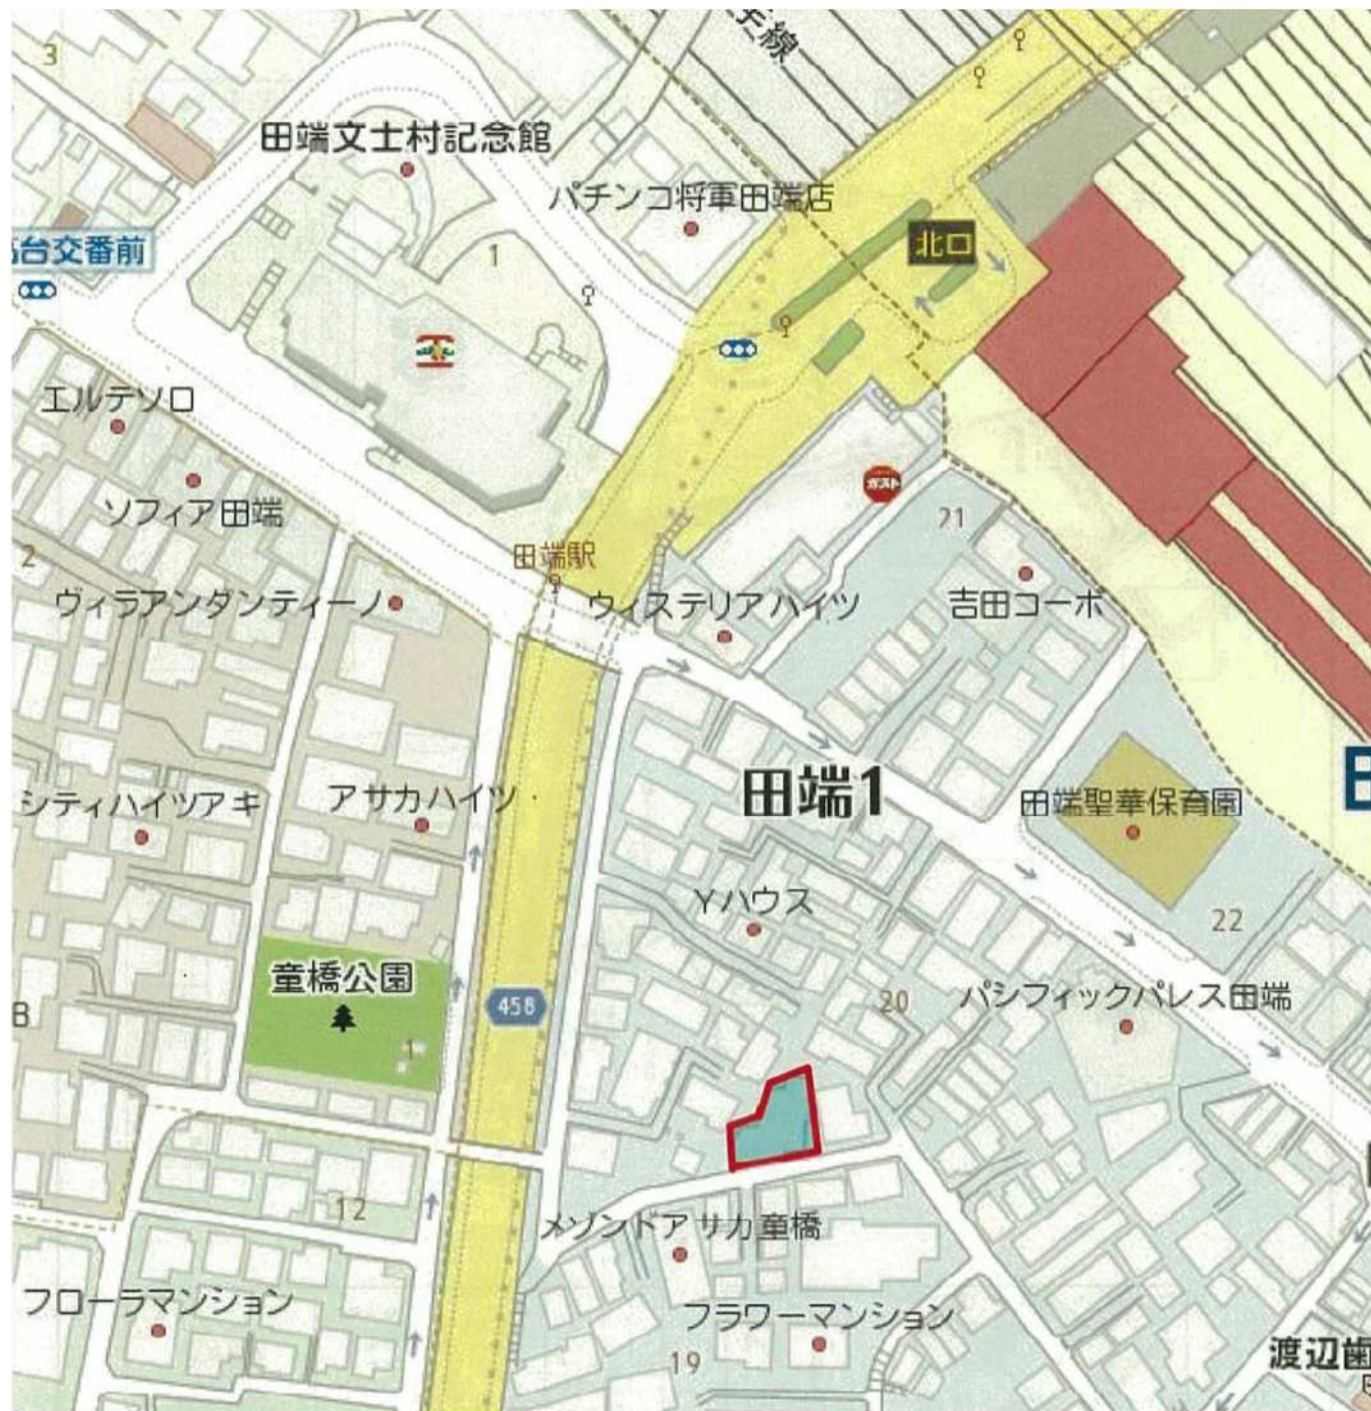 3
手線
田端文士村記念館
パチンコ将軍田端店
北口
台交番前
1
エルテソロ
ソフィア田端
ガスト
21
2
田端駅
ヴィラアンダンティーノ
ウィステリアハイツ
吉田コーポ
田端1
シティハイツアキ
アサカハイツ
田端聖華保育園
Yハウス
22
童橋公園
1
458
20
パシフィックパレス田端
12
メゾンドアサカ童橋
フローラマンション
フラワーマンション
19
渡辺歯